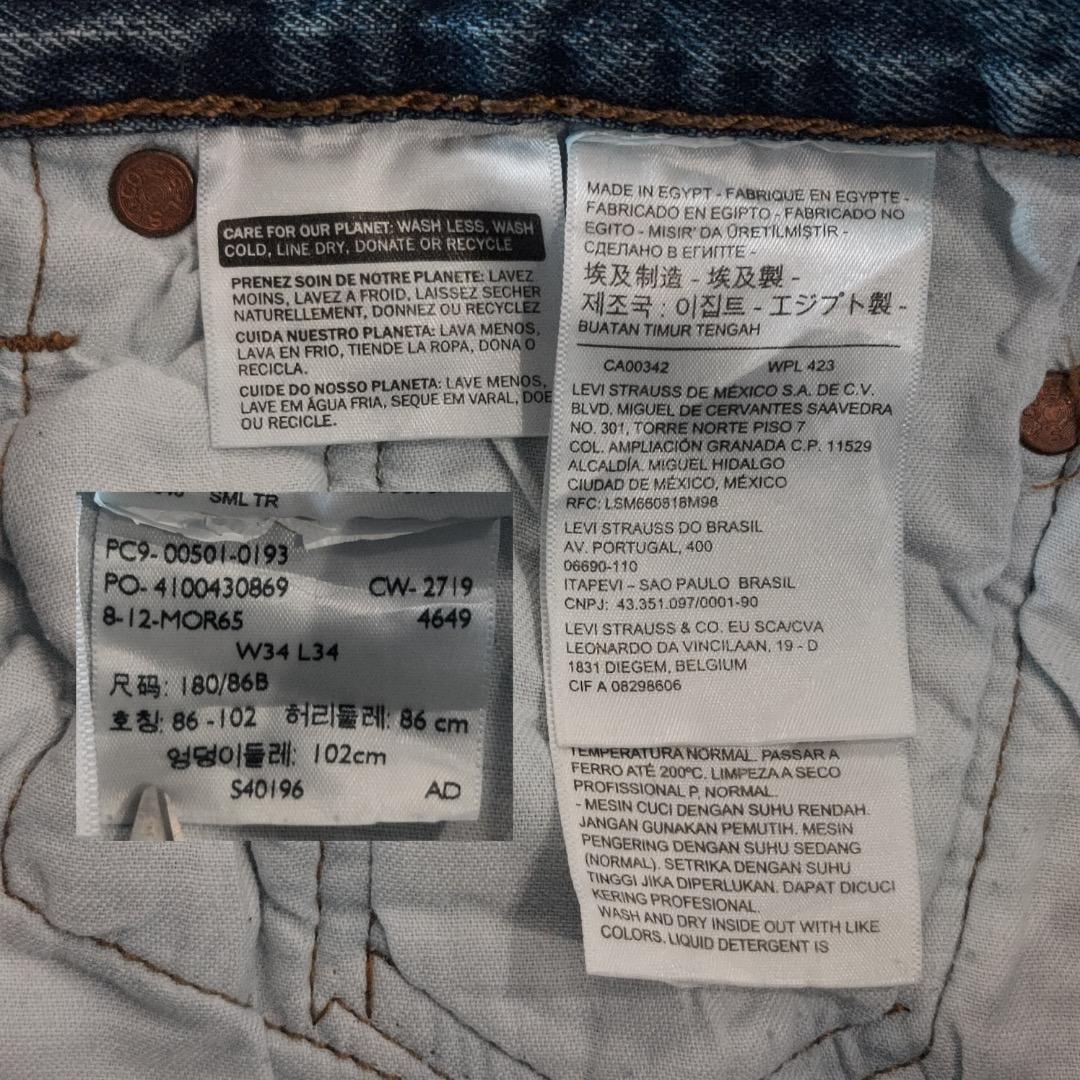 CARE FOR OUR PLANET: WASH LESS, WASH
COLD, LINE DRY, DONATE OR RECYCLE
PRENEZ SOIN DE NOTRE PLANETE: LAVEZ
MOINS, LAVEZ A FROID, LAISSEZ SECHER
NATURELLEMENT, DONNEZ OU RECYCLEZ
CUIDA NUESTRO PLANETA: LAVA MENOS,
LAVA EN FRIO, TIENDE LA ROPA, DONA O
RECICLA.
CUIDE DO NOSSO PLANETA: LAVE MENOS,
LAVE EM ÁGUA FRIA, SEQUE EM VARAL, DOE
OU RECICLE.
MADE IN EGYPT - FABRIQUE EN EGYPTE -
FABRICADO EN EGIPTO - FABRICADO NO
EGITO - MISIR' DA ÜRETİLMİŞTİR -
СДЕЛАНО В ЕГИПТЕ -
埃及制造 - 埃及製 -
제조국 : 이집트 - エジプト製 -
BUATAN TIMUR TENGAH
CA00342 WPL 423
LEVI STRAUSS DE MÉXICO S.A. DE C.V.
BLVD. MIGUEL DE CERVANTES SAAVEDRA
NO. 301, TORRE NORTE PISO 7
COL. AMPLIACIÓN GRANADA C.P. 11529
ALCALDÍA. MIGUEL HIDALGO
CIUDAD DE MÉXICO, MÉXICO
RFC: LSM660818M98
LEVI STRAUSS DO BRASIL
AV. PORTUGAL, 400
06690-110
ITAPEVI – SAO PAULO BRASIL
CNPJ: 43.351.097/0001-90
LEVI STRAUSS & CO. EU SCA/CVA
LEONARDO DA VINCILAAN, 19 - D
1831 DIEGEM, BELGIUM
CIF A 08298606
TEMPERATURA NORMAL. PASSAR A
FERRO ATÉ 200ºC. LIMPEZA A SECO
PROFISSIONAL P, NORMAL.
- MESIN CUCI DENGAN SUHU RENDAH.
JANGAN GUNAKAN PEMUTIH. MESIN
PENGERING DENGAN SUHU SEDANG
(NORMAL). SETRIKA DENGAN SUHU
TINGGI JIKA DIPERLUKAN. DAPAT DICUCI
KERING PROFESIONAL.
WASH AND DRY INSIDE OUT WITH LIKE
COLORS. LIQUID DETERGENT IS
SML TR
PC9- 00501-0193
PO- 4100430869 CW- 2719
8-12-MOR65 4649
W34 L34
尺码: 180/86B
호칭: 86 -102 허리둘레: 86 cm
엉덩이둘레: 102cm
S40196 AD